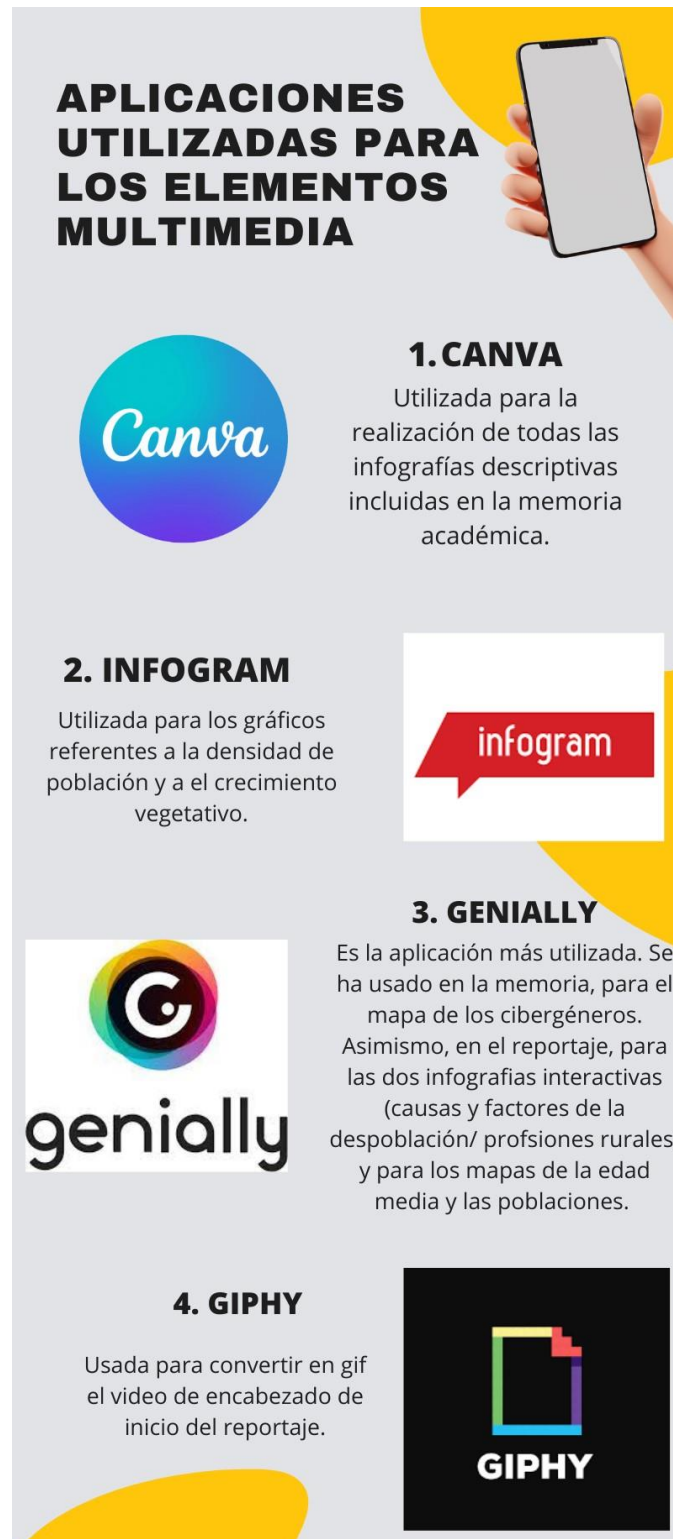 APLICACIONES
UTILIZADAS PARA
LOS ELEMENTOS
MULTIMEDIA
Canva
1. CANVA
Utilizada para la
realización de todas las
infografías descriptivas
incluidas en la memoria
académica.
2. INFOGRAM
Utilizada para los gráficos
referentes a la densidad de
población y a el crecimiento
vegetativo.
infogram
3. GENIALLY
Es la aplicación más utilizada. Se
ha usado en la memoria, para el
mapa de los cibergéneros.
Asimismo, en el reportaje, para
las dos infografias interactivas
(causas y factores de la
despoblación/ profsiones rurales
y para los mapas de la edad
media y las poblaciones.
genially
4. GIPHY
Usada para convertir en gif
el video de encabezado de
inicio del reportaje.
GIPHY